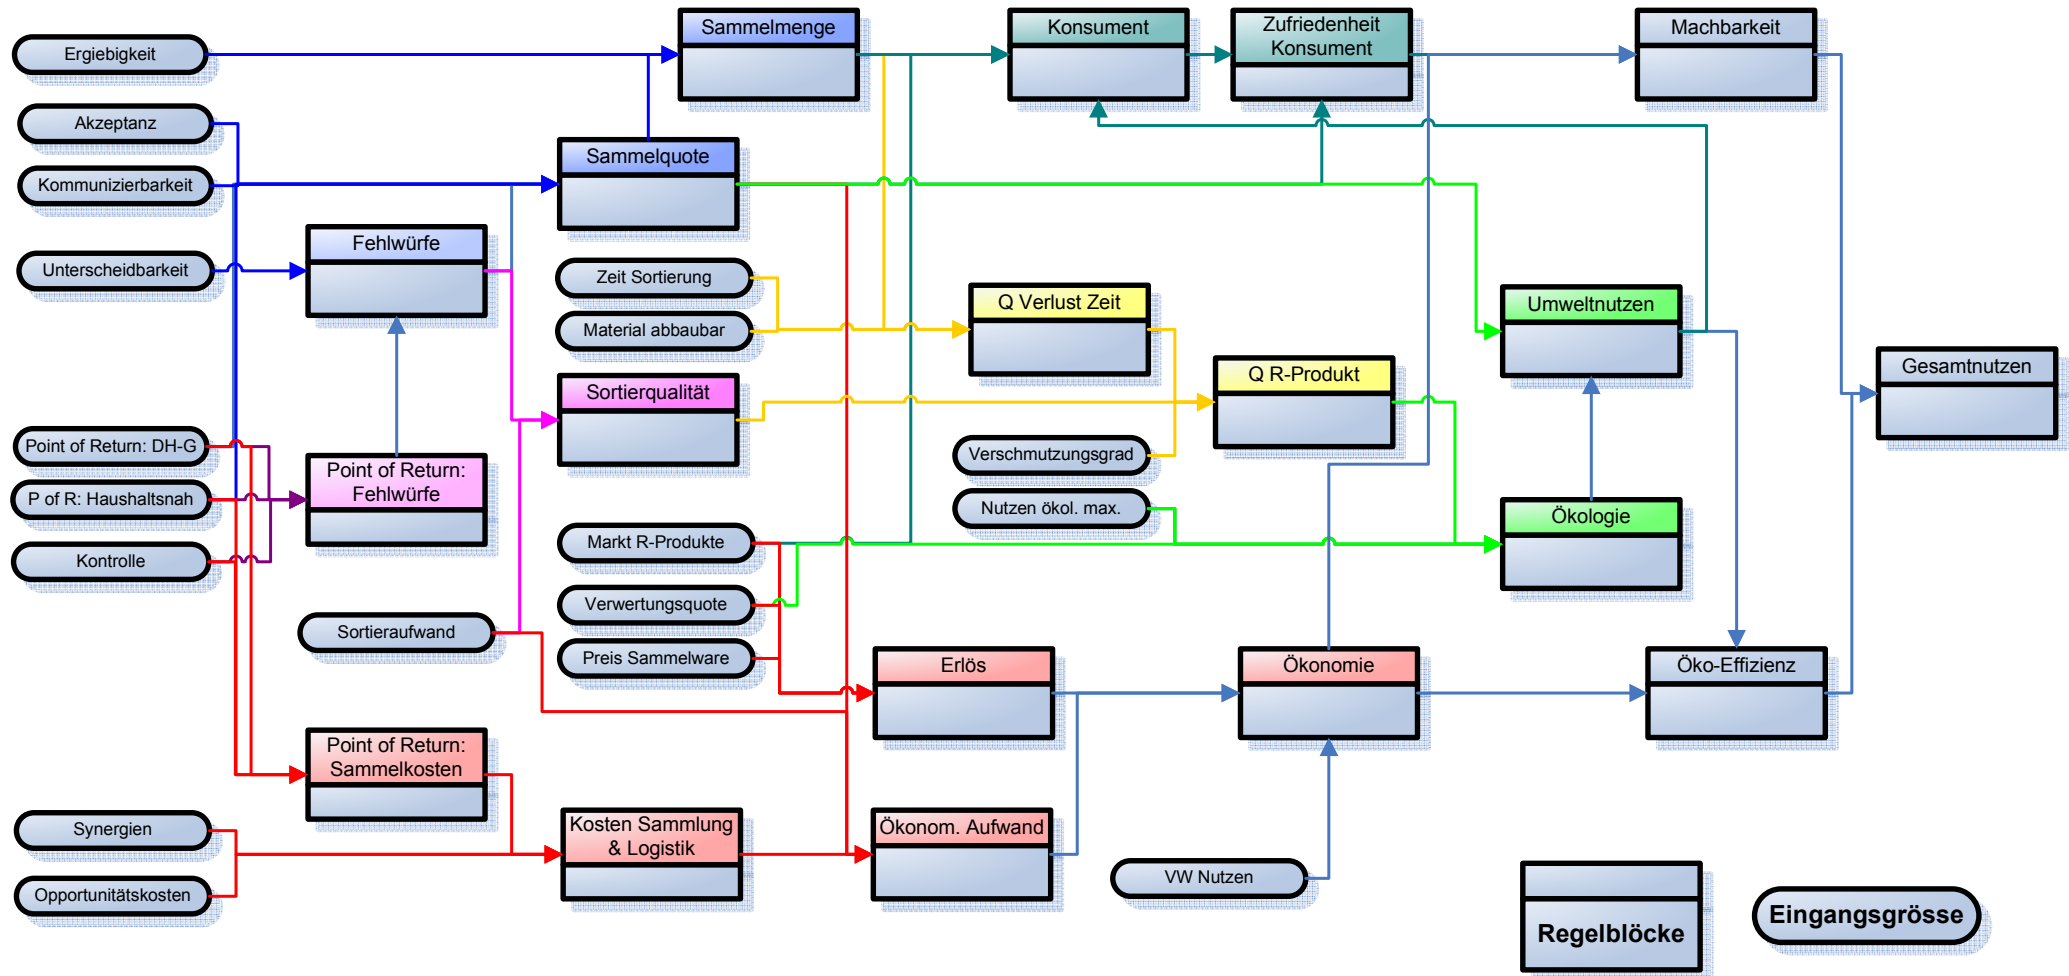 Sammelmenge
Konsument
Zufriedenheit
Konsument
Machbarkeit
Ergiebigkeit
Akzeptanz
Sammelquote
Kommunizierbarkeit
Fehlwürfe
Unterscheidbarkeit
Zeit Sortierung
Q Verlust Zeit
Umweltnutzen
Material abbaubar
Gesamtnutzen
Q R-Produkt
Sortierqualität
Point of Return: DH-G
Point of Return:
Fehlwürfe
Verschmutzungsgrad
P of R: Haushaltsnah
Nutzen ökol. max.
Ökologie
Markt R-Produkte
Kontrolle
Verwertungsquote
Sortieraufwand
Preis Sammelware
Erlös
Ökonomie
Öko-Effizienz
Point of Return:
Sammelkosten
Synergien
Kosten Sammlung
& Logistik
Ökonom. Aufwand
VW Nutzen
Opportunitätskosten
Regelblöcke
Eingangsgrösse